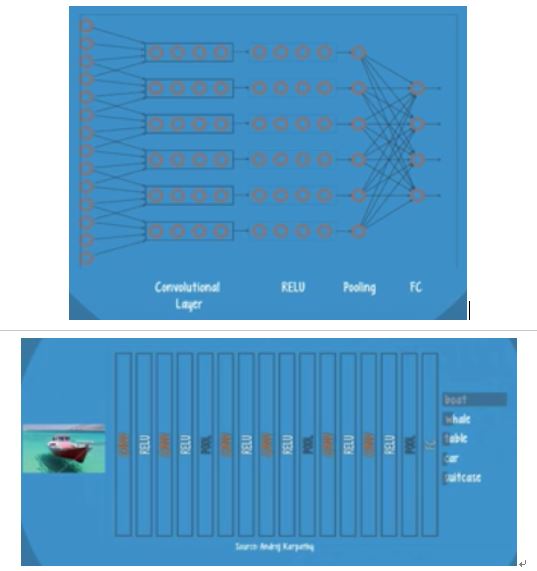 Convolutional RELU Pooling FC
Layer
CONV
RELU
CONV
RELU
POOL
CONV
RELU
CONV
RELU
POOL
CONV
RELU
CONV
RELU
POOL
FC
boat
whale
table
car
suitcase
Source: Andrej Karpathy